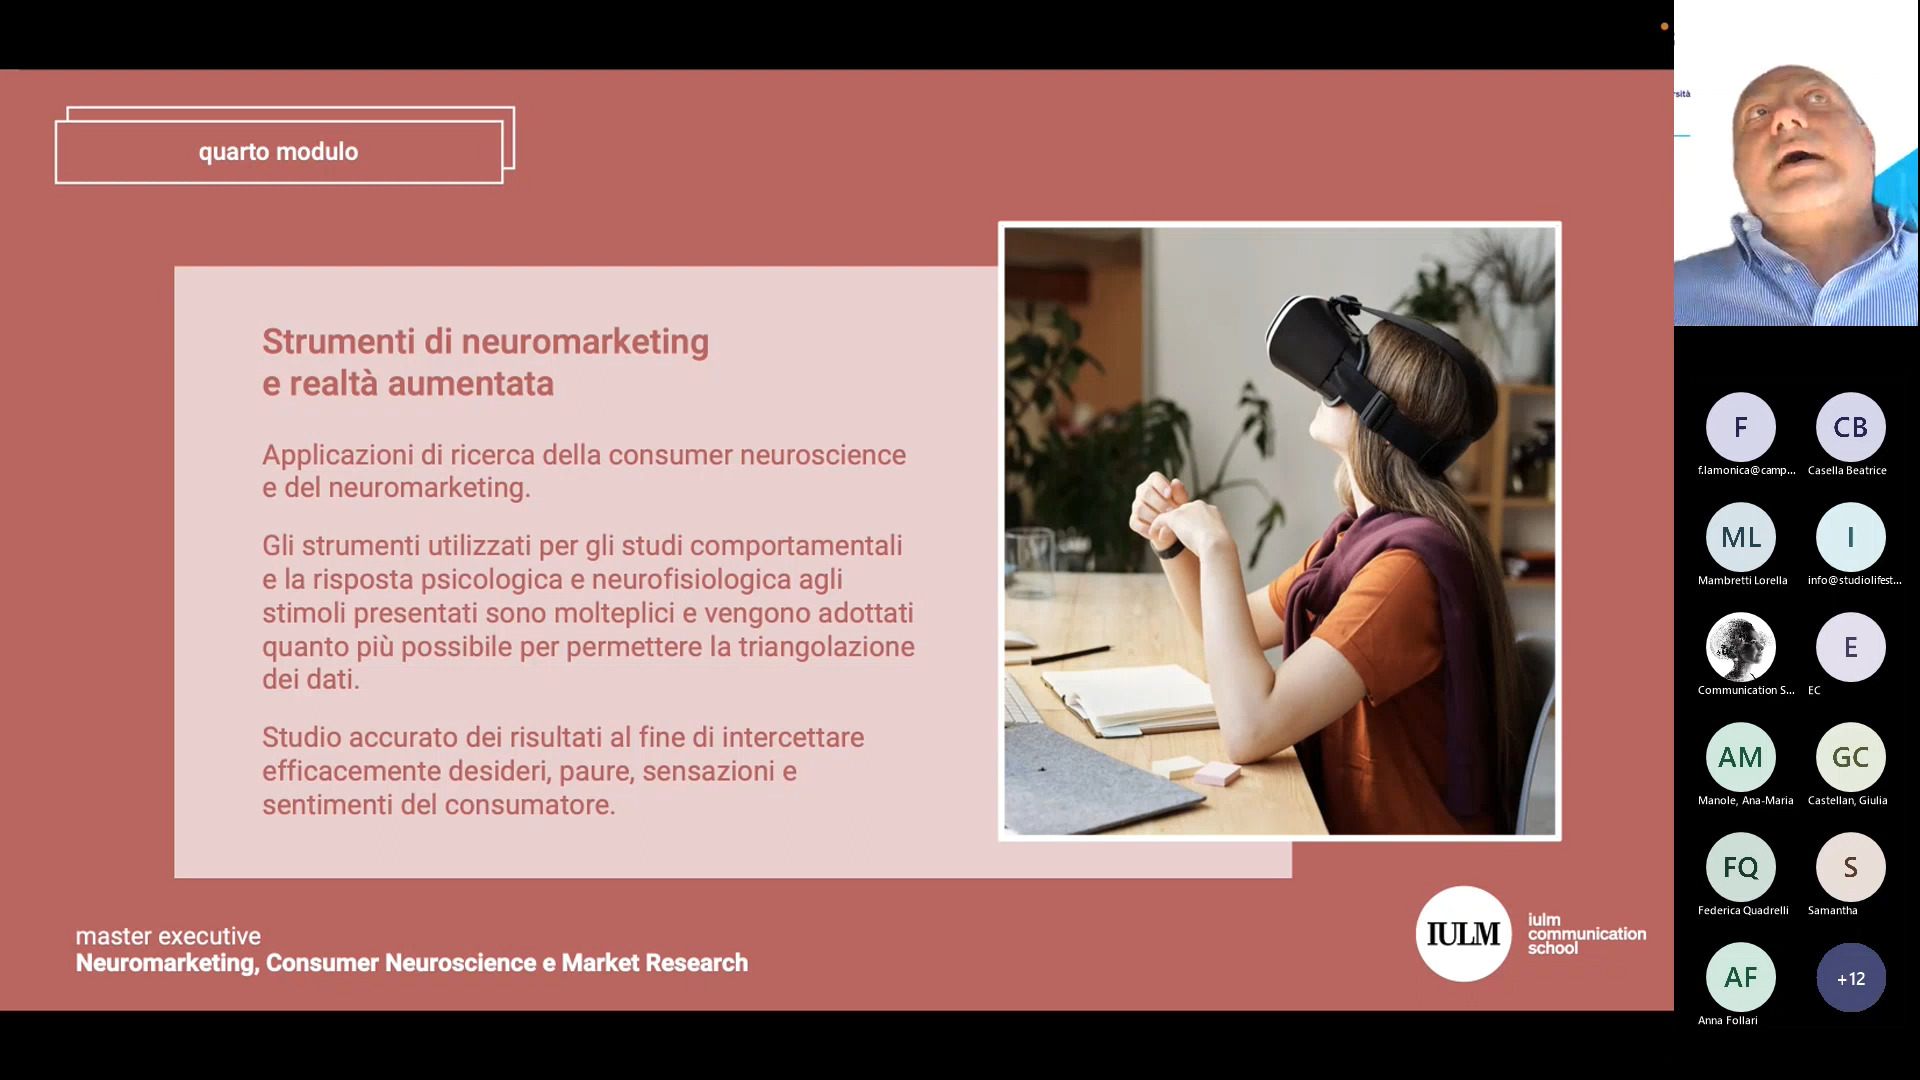 quarto modulo
Strumenti di neuromarketing
e realtà aumentata
Applicazioni di ricerca della consumer neuroscience
e del neuromarketing.
Gli strumenti utilizzati per gli studi comportamentali
e la risposta psicologica e neurofisiologica agli
stimoli presentati sono molteplici e vengono adottati
quanto più possibile per permettere la triangolazione
dei dati.
Studio accurato dei risultati al fine di intercettare
efficacemente desideri, paure, sensazioni e
sentimenti del consumatore.
master executive
Neuromarketing, Consumer Neuroscience e Market Research
IULM
iulm
communication
school
rsità
F
f.lamonica@camp...
CB
Casella Beatrice
ML
Mambretti Lorella
I
info@studiolifest...
Communication S...
E
EC
AM
Manole, Ana-Maria
GC
Castellan, Giulia
FQ
Federica Quadrelli
S
Samantha
AF
Anna Follari
+12